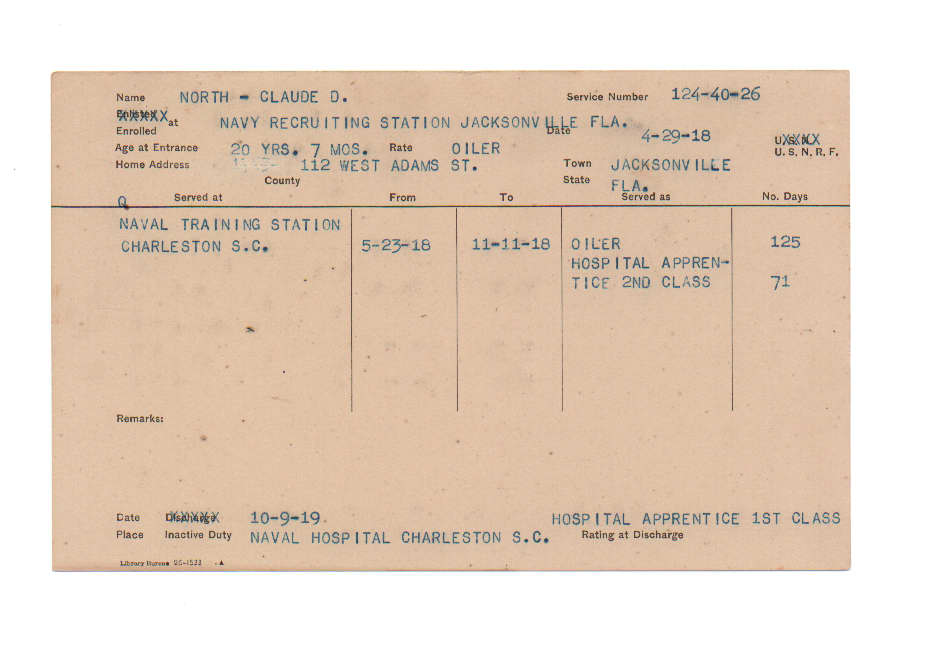 Name NORTH - CLAUDE D. Service Number 124-40-26
Enlisted at
Enrolled NAVY RECRUITING STATION JACKSONVILLE FLA. Date 4-29-18 U.S.N.
Age at Entrance 20 YRS. 7 MOS. Rate OILER U. S. N. R. F.
Home Address 112 WEST ADAMS ST. Town JACKSONVILLE
County State FLA.
Q Served at From To Served as No. Days
NAVAL TRAINING STATION
CHARLESTON S.C. 5-23-18 11-11-18 OILER 125
HOSPITAL APPREN-
TICE 2ND CLASS 71
Remarks:
Date Discharge 10-9-19. HOSPITAL APPRENTICE 1ST CLASS
Place Inactive Duty NAVAL HOSPITAL CHARLESTON S.C. Rating at Discharge
Library Bureau 26-1533